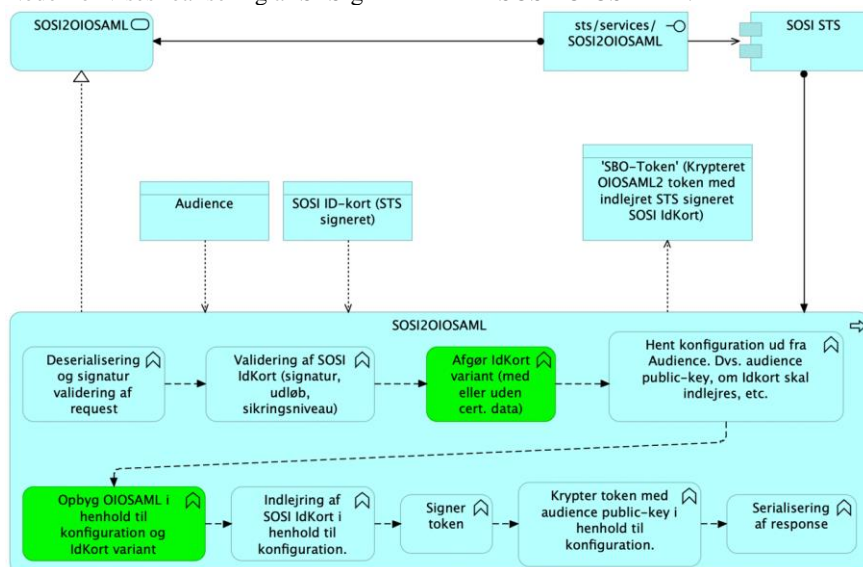 SOSI2OIOSAML
sts/services/
SOSI2OIOSAML
SOSI STS
Audience
SOSI ID-kort (STS
signeret)
'SBO-Token' (Krypteret
OIOSAML2 token med
indlejret STS signeret
SOSI IdKort)
SOSI2OIOSAML
Deserialisering
og signatur
validering af
request
Validering af SOSI
IdKort (signatur,
udløb,
sikringsniveau)
Afgør IdKort
variant (med
eller uden
cert. data)
Hent konfiguration ud fra
Audience. Dvs. audience
public-key, om Idkort skal
indlejres, etc.
Opbyg OIOSAML i
henhold til
konfiguration og
IdKort variant
Indlejring af
SOSI IdKort i
henhold til
konfiguration.
Signer
token
Krypter token med
audience public-key i
henhold til
konfiguration.
Serialisering
af response